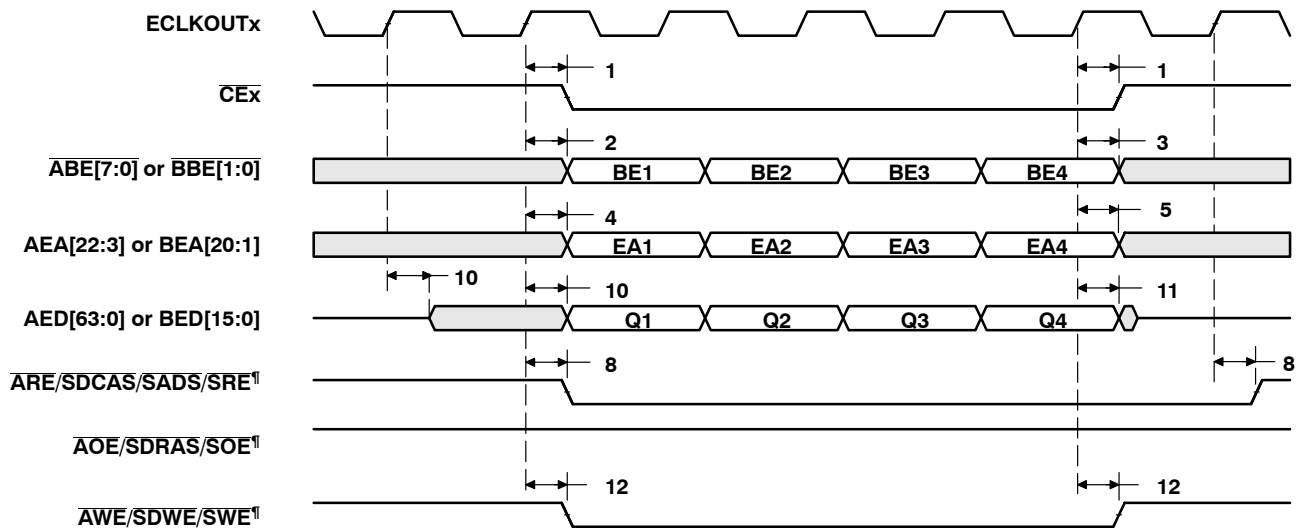 ECLKOUTx
1 1
CEx
2 3
ABE[7:0] or BBE[1:0]
BE1 BE2 BE3 BE4
4 5
AEA[22:3] or BEA[20:1]
EA1 EA2 EA3 EA4
10
10 11
AED[63:0] or BED[15:0]
Q1 Q2 Q3 Q4
8 8
ARE/SDCAS/SADS/SRE¶
AOE/SDRAS/SOE¶
12 12
AWE/SDWE/SWE¶